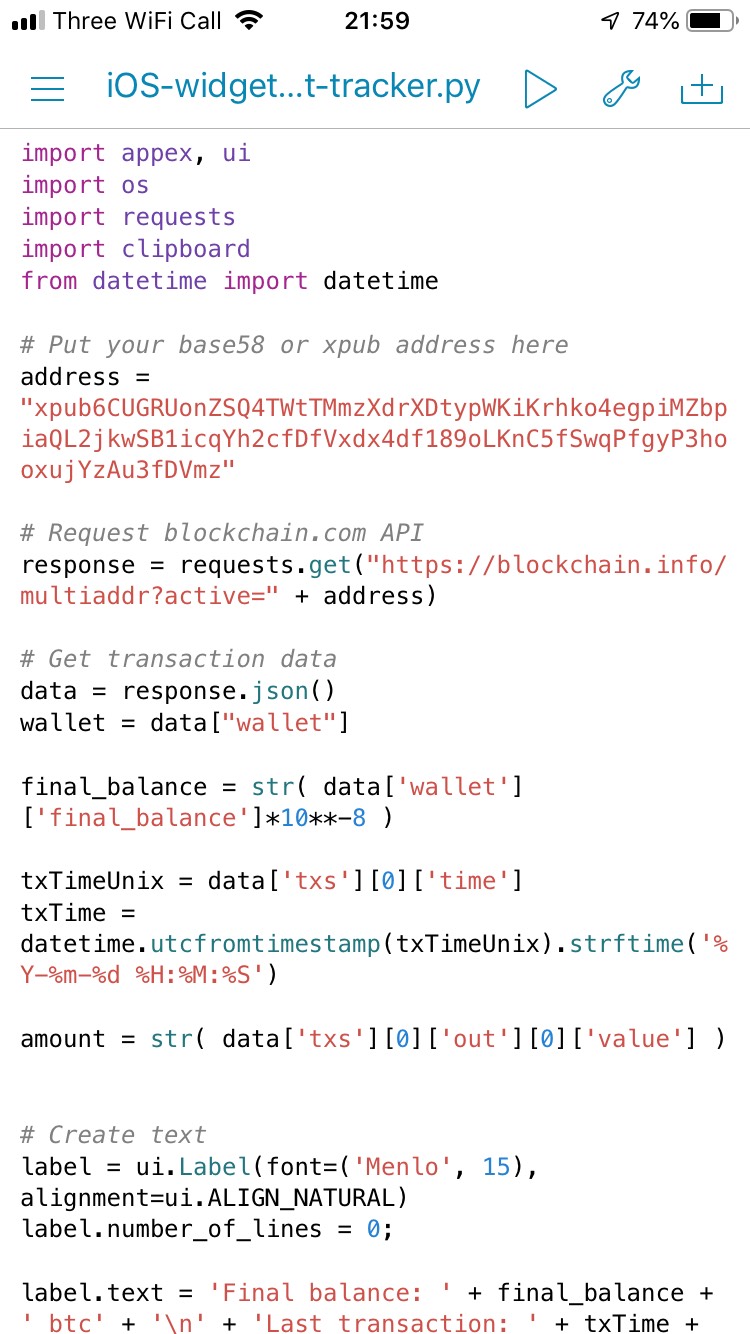 Three WiFi Call 21:59 74%
iOS-widget...t-tracker.py
import appex, ui
import os
import requests
import clipboard
from datetime import datetime
# Put your base58 or xpub address here
address =
"xpub6CUGRUonZSQ4TWtTMmzXdrXDtypWKiKrhko4egpiMZbp
iaQL2jkwSB1icqYh2cfDfVxdx4df189oLKnC5fSwqPfgyP3ho
oxujYzAu3fDVmz"
# Request blockchain.com API
response = requests.get("https://blockchain.info/
multiaddr?active=" + address)
# Get transaction data
data = response.json()
wallet = data["wallet"]
final_balance = str( data['wallet']
['final_balance']*10**-8 )
txTimeUnix = data['txs'][0]['time']
txTime =
datetime.utcfromtimestamp(txTimeUnix).strftime('%
Y-%m-%d %H:%M:%S')
amount = str( data['txs'][0]['out'][0]['value'] )
# Create text
label = ui.Label(font=('Menlo', 15),
alignment=ui.ALIGN_NATURAL)
label.number_of_lines = 0;
label.text = 'Final balance: ' + final_balance +
' btc' + '\n' + 'Last transaction: ' + txTime +